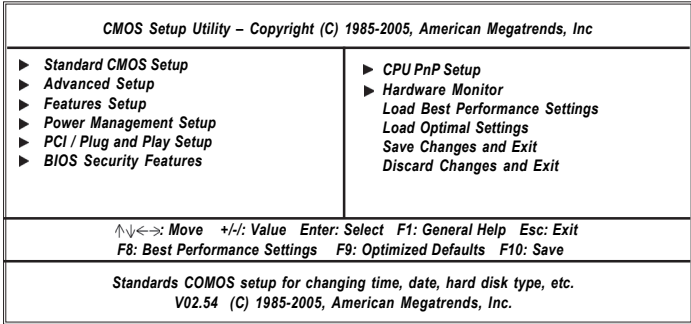 CMOS Setup Utility – Copyright (C) 1985-2005, American Megatrends, Inc
▶ Standard CMOS Setup
▶ Advanced Setup
▶ Features Setup
▶ Power Management Setup
▶ PCI / Plug and Play Setup
▶ BIOS Security Features
▶ CPU PnP Setup
▶ Hardware Monitor
Load Best Performance Settings
Load Optimal Settings
Save Changes and Exit
Discard Changes and Exit
↑↓←→: Move +/-/: Value Enter: Select F1: General Help Esc: Exit
F8: Best Performance Settings F9: Optimized Defaults F10: Save
Standards COMOS setup for changing time, date, hard disk type, etc.
V02.54 (C) 1985-2005, American Megatrends, Inc.